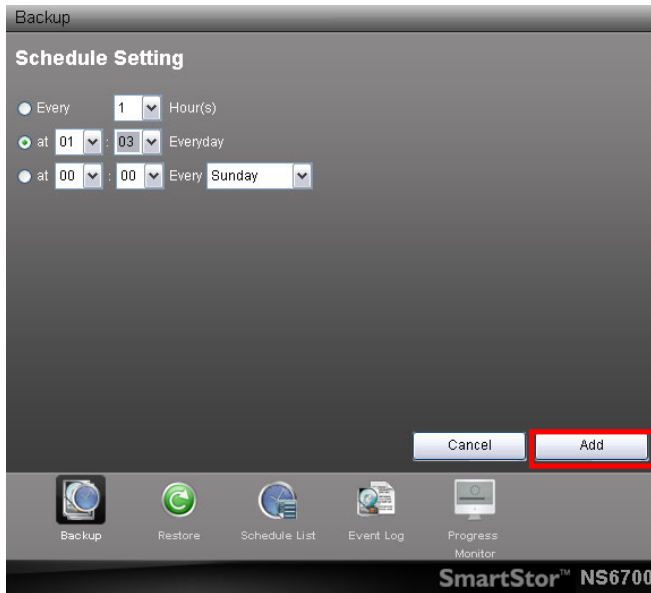 Backup
Schedule Setting
Every 1 Hour(s)
at 01 : 03 Everyday
at 00 : 00 Every Sunday
Cancel Add
Backup Restore Schedule List Event Log Progress Monitor
SmartStor™ NS6700